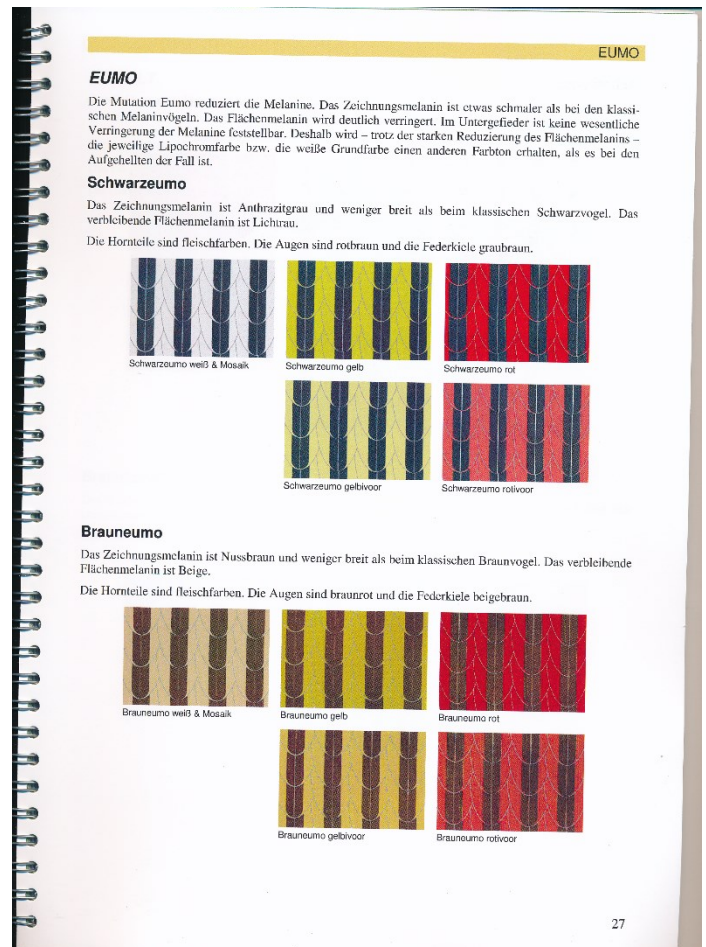 EUMO
EUMO
Die Mutation Eumo reduziert die Melanine. Das Zeichnungsmelanin ist etwas schmaler als bei den klassi-
schen Melaninvögeln. Das Flächenmelanin wird deutlich verringert. Im Untergefieder ist keine wesentliche
Verringerung der Melanine feststellbar. Deshalb wird – trotz der starken Reduzierung des Flächenmelanins –
die jeweilige Lipochromfarbe bzw. die weiße Grundfarbe einen anderen Farbton erhalten, als es bei den
Aufgehellten der Fall ist.
Schwarzeumo
Das Zeichnungsmelanin ist Anthrazitgrau und weniger breit als beim klassischen Schwarzvogel. Das
verbleibende Flächenmelanin ist Lichtrau.
Die Hornteile sind fleischfarben. Die Augen sind rotbraun und die Federkiele graubraun.
Schwarzeumo weiß & Mosaik
Schwarzeumo gelb
Schwarzeumo rot
Schwarzeumo gelbivoor
Schwarzeumo rotivoor
Brauneumo
Das Zeichnungsmelanin ist Nussbraun und weniger breit als beim klassischen Braunvogel. Das verbleibende
Flächenmelanin ist Beige.
Die Hornteile sind fleischfarben. Die Augen sind braunrot und die Federkiele beigebraun.
Brauneumo weiß & Mosaik
Brauneumo gelb
Brauneumo rot
Brauneumo gelbivoor
Brauneumo rotivoor
27